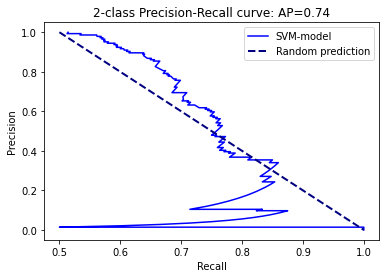 2-class Precision-Recall curve: AP=0.74
SVM-model
Random prediction
Precision
1.0
0.8
0.6
0.4
0.2
0.0
0.5 0.6 0.7 0.8 0.9 1.0
Recall